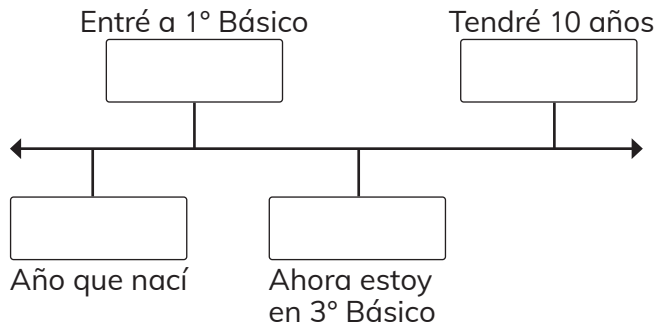 Entré a 1° Básico
Tendré 10 años
Año que nací
Ahora estoy
en 3° Básico